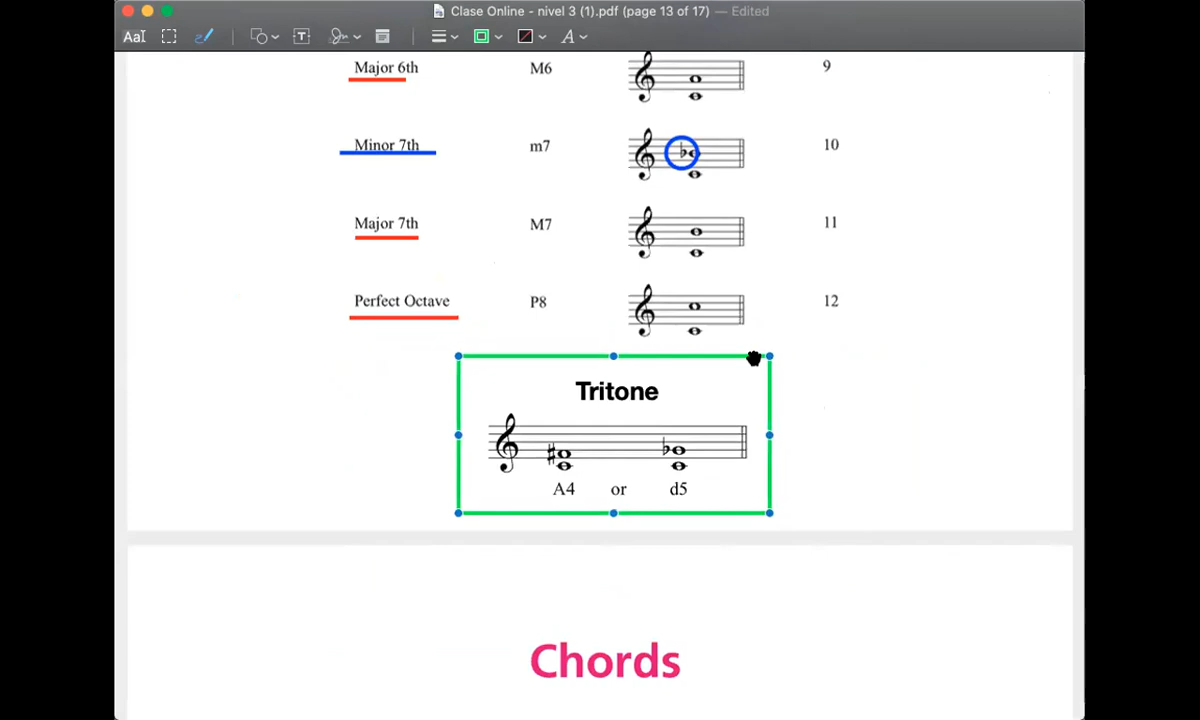 Clase Online - nivel 3 (1).pdf (page 13 of 17) — Edited
AaI T A
Major 6th M6 9
Minor 7th m7 10
Major 7th M7 11
Perfect Octave P8 12
Tritone
A4 or d5
Chords